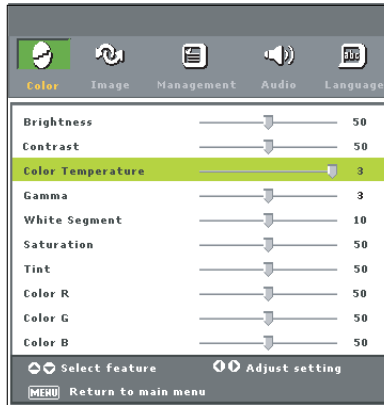 Color Image Management Audio Language
Brightness 50
Contrast 50
Color Temperature 3
Gamma 3
White Segment 10
Saturation 50
Tint 50
Color R 50
Color G 50
Color B 50
Select feature Adjust setting
MENU Return to main menu